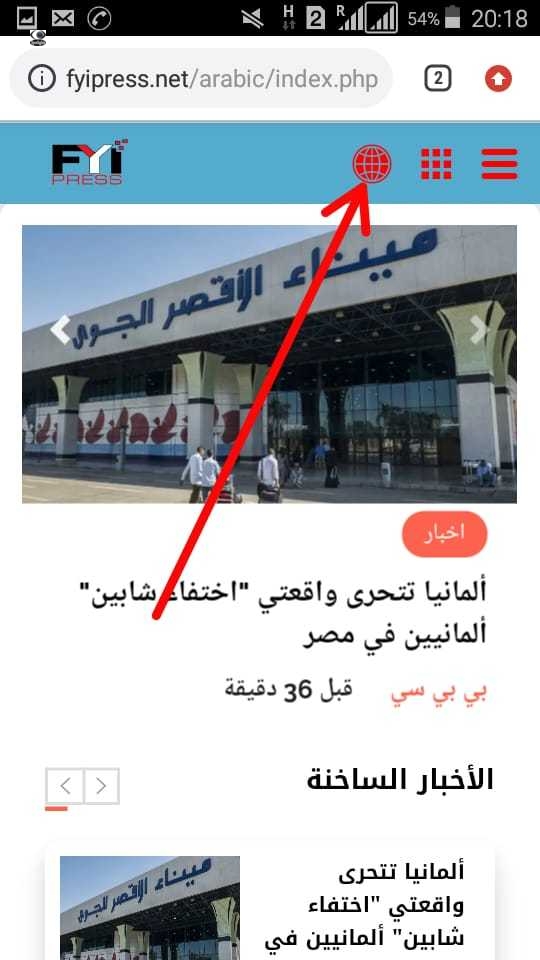 H
2
R
54%
20:18
fyipress.net/arabic/index.php
2
FYI
PRESS
ميناء الأقصر الجوى
اخبار
ألمانيا تتحرى واقعتي "اختفاء شابين"
ألمانيين في مصر
بي بي سي
قبل 36 دقيقة
الأخبار الساخنة
ميناء الأقصر الجوى
ألمانيا تتحرى
واقعتي "اختفاء
شابين" ألمانيين في